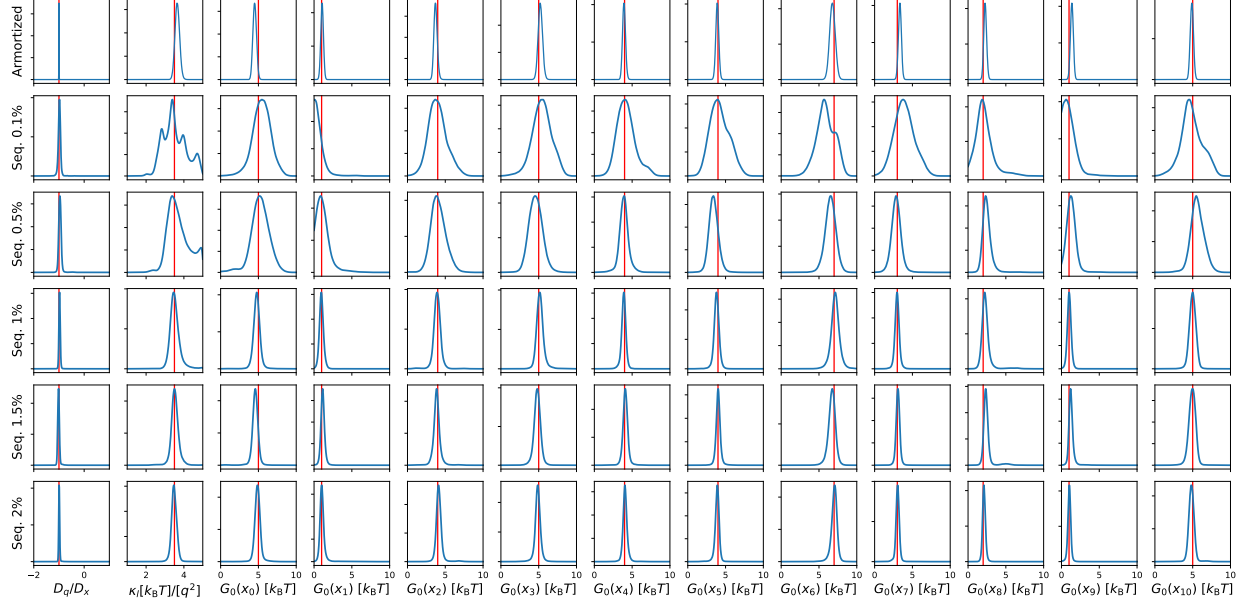 Armortized
Seq. 0.1%
Seq. 0.5%
Seq. 1%
Seq. 1.5%
Seq. 2%
−2 0 2 4 0 5 10 0 5 10 0 5 10 0 5 10 0 5 10 0 5 10 0 5 10 0 5 10 0 5 10 0 5 10 0 5 10
D_q/D_x κ_l[k_BT]/[q²] G_0(x_0) [k_BT] G_0(x_1) [k_BT] G_0(x_2) [k_BT] G_0(x_3) [k_BT] G_0(x_4) [k_BT] G_0(x_5) [k_BT] G_0(x_6) [k_BT] G_0(x_7) [k_BT] G_0(x_8) [k_BT] G_0(x_9) [k_BT] G_0(x_10) [k_BT]